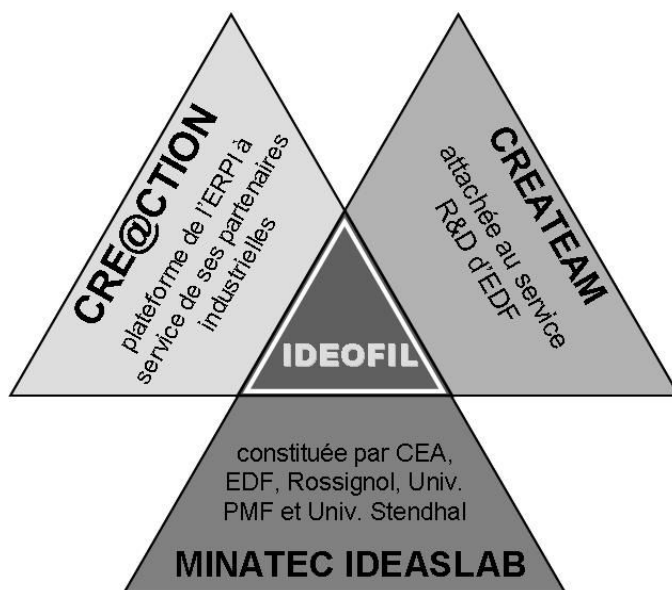 CRE@CTION
plateforme de l'ERPI à
service de ses partenaires
industrielles
CREATEAM
attachée au service
R&D d'EDF
IDEOFIL
constituée par CEA,
EDF, Rossignol, Univ.
PMF et Univ. Stendhal
MINATEC IDEASLAB